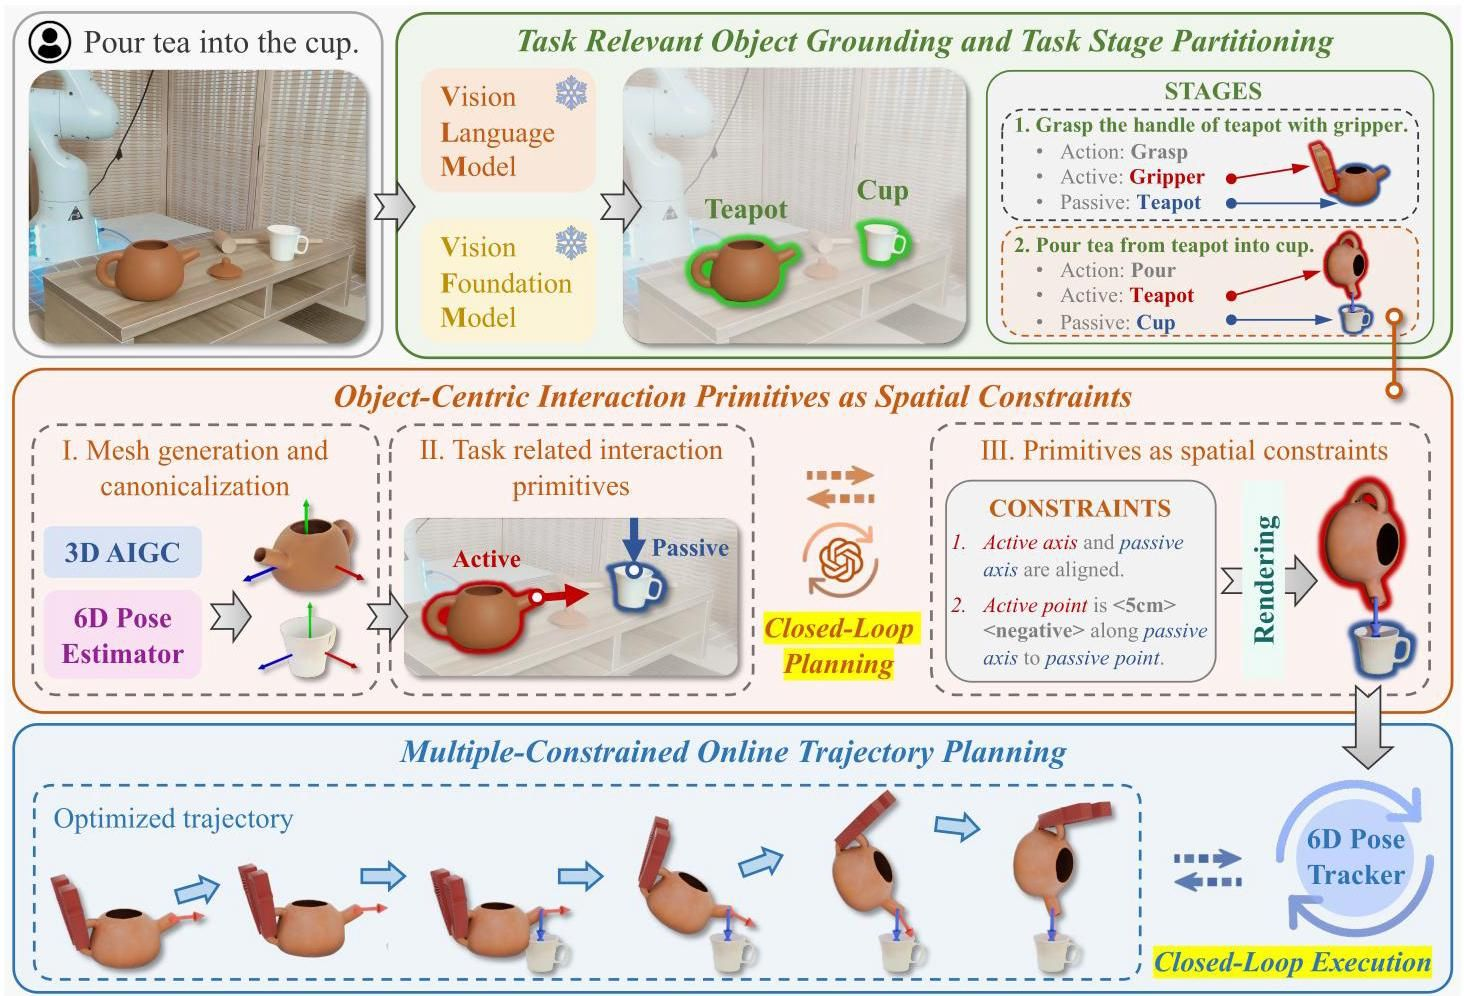 Pour tea into the cup.
Task Relevant Object Grounding and Task Stage Partitioning
Vision
Language
Model
Vision
Foundation
Model
Teapot
Cup
STAGES
1. Grasp the handle of teapot with gripper.
• Action: Grasp
• Active: Gripper
• Passive: Teapot
2. Pour tea from teapot into cup.
• Action: Pour
• Active: Teapot
• Passive: Cup
Object-Centric Interaction Primitives as Spatial Constraints
I. Mesh generation and
canonicalization
3D AIGC
6D Pose
Estimator
II. Task related interaction
primitives
Active
Passive
Closed-Loop
Planning
III. Primitives as spatial constraints
CONSTRAINTS
1. Active axis and passive
axis are aligned.
2. Active point is <5cm>
<negative> along passive
axis to passive point.
Rendering
Multiple-Constrained Online Trajectory Planning
Optimized trajectory
6D Pose
Tracker
Closed-Loop Execution